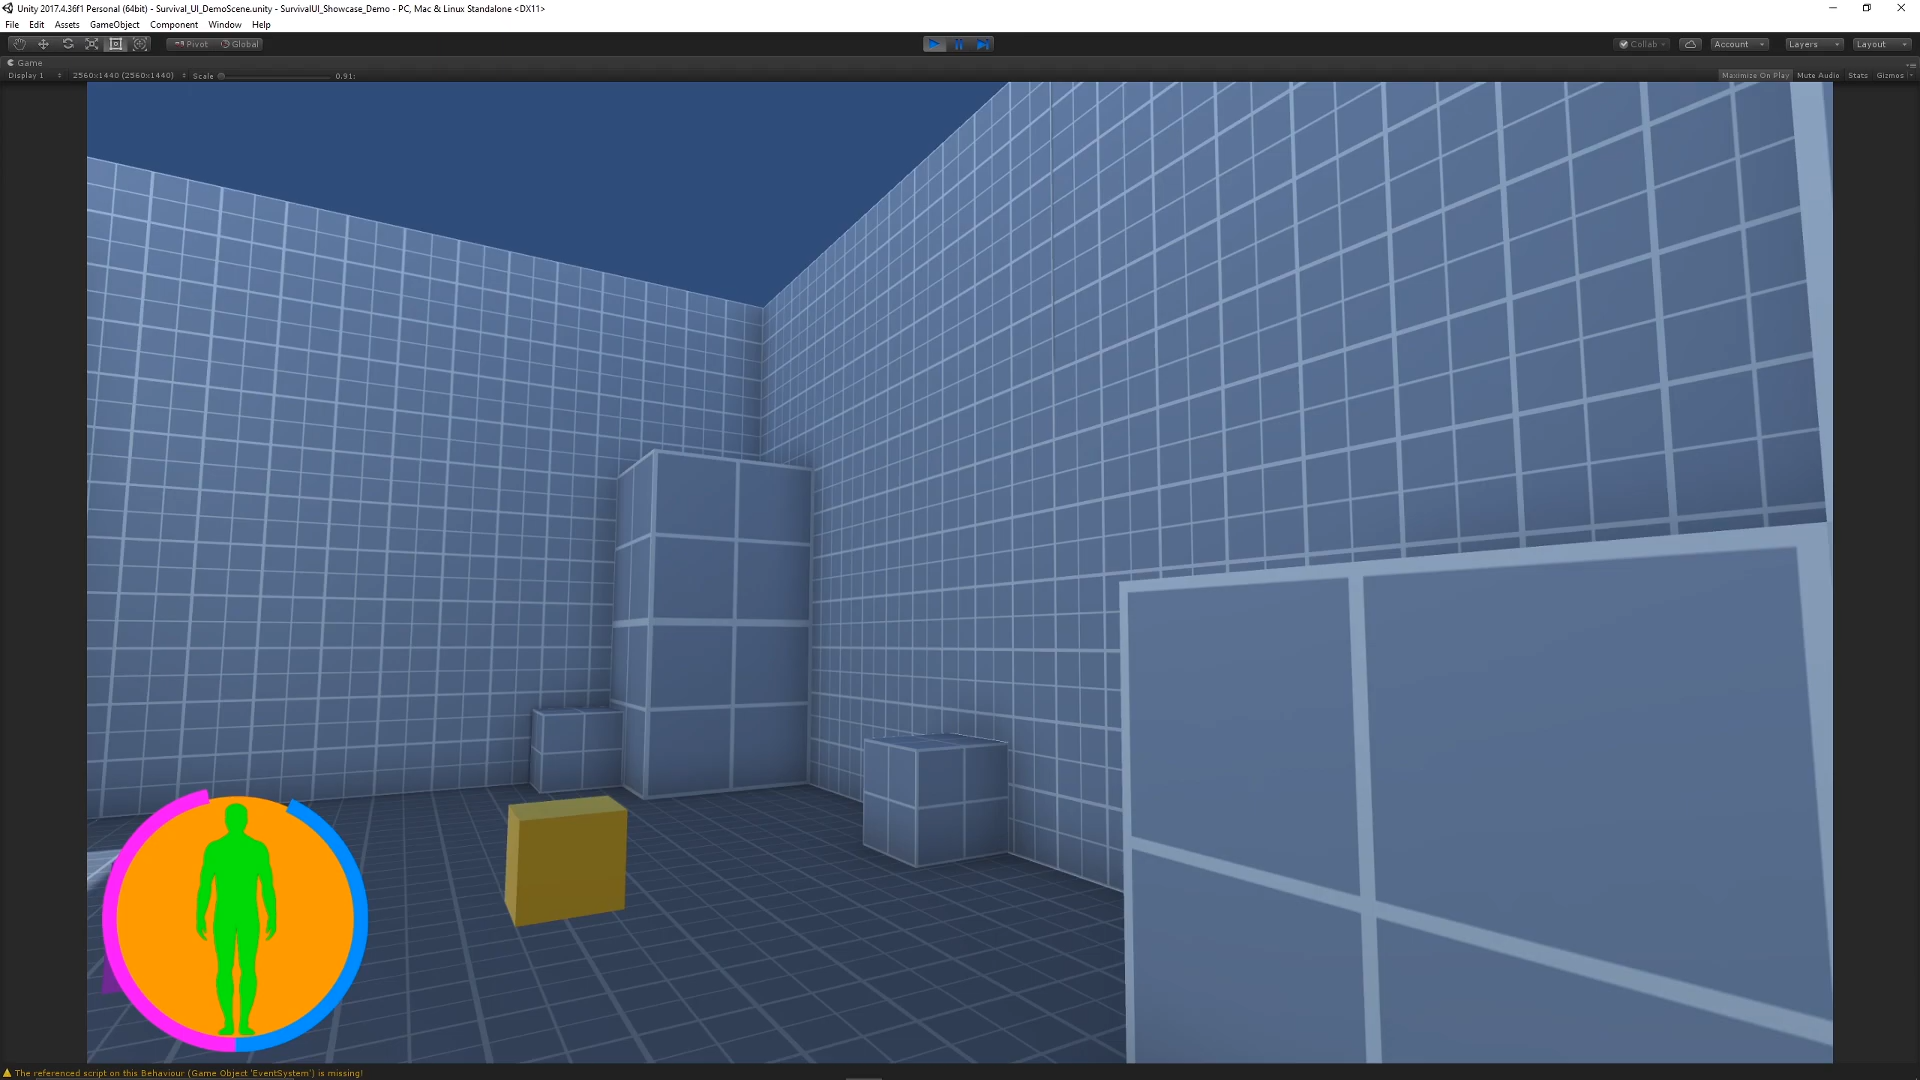 Unity 2017.4.36f1 Personal (64bit) - Survival_UI_DemoScene.unity - SurvivalUI_Showcase_Demo - PC, Mac & Linux Standalone <DX11>
File Edit Assets GameObject Component Window Help
Pivot Global Collab Account Layers Layout
Game
Display 1 2560x1440 (2560x1440) Scale 0.91: Maximize On Play Mute Audio Stats Gizmos
The referenced script on this Behaviour (Game Object 'EventSystem') is missing!